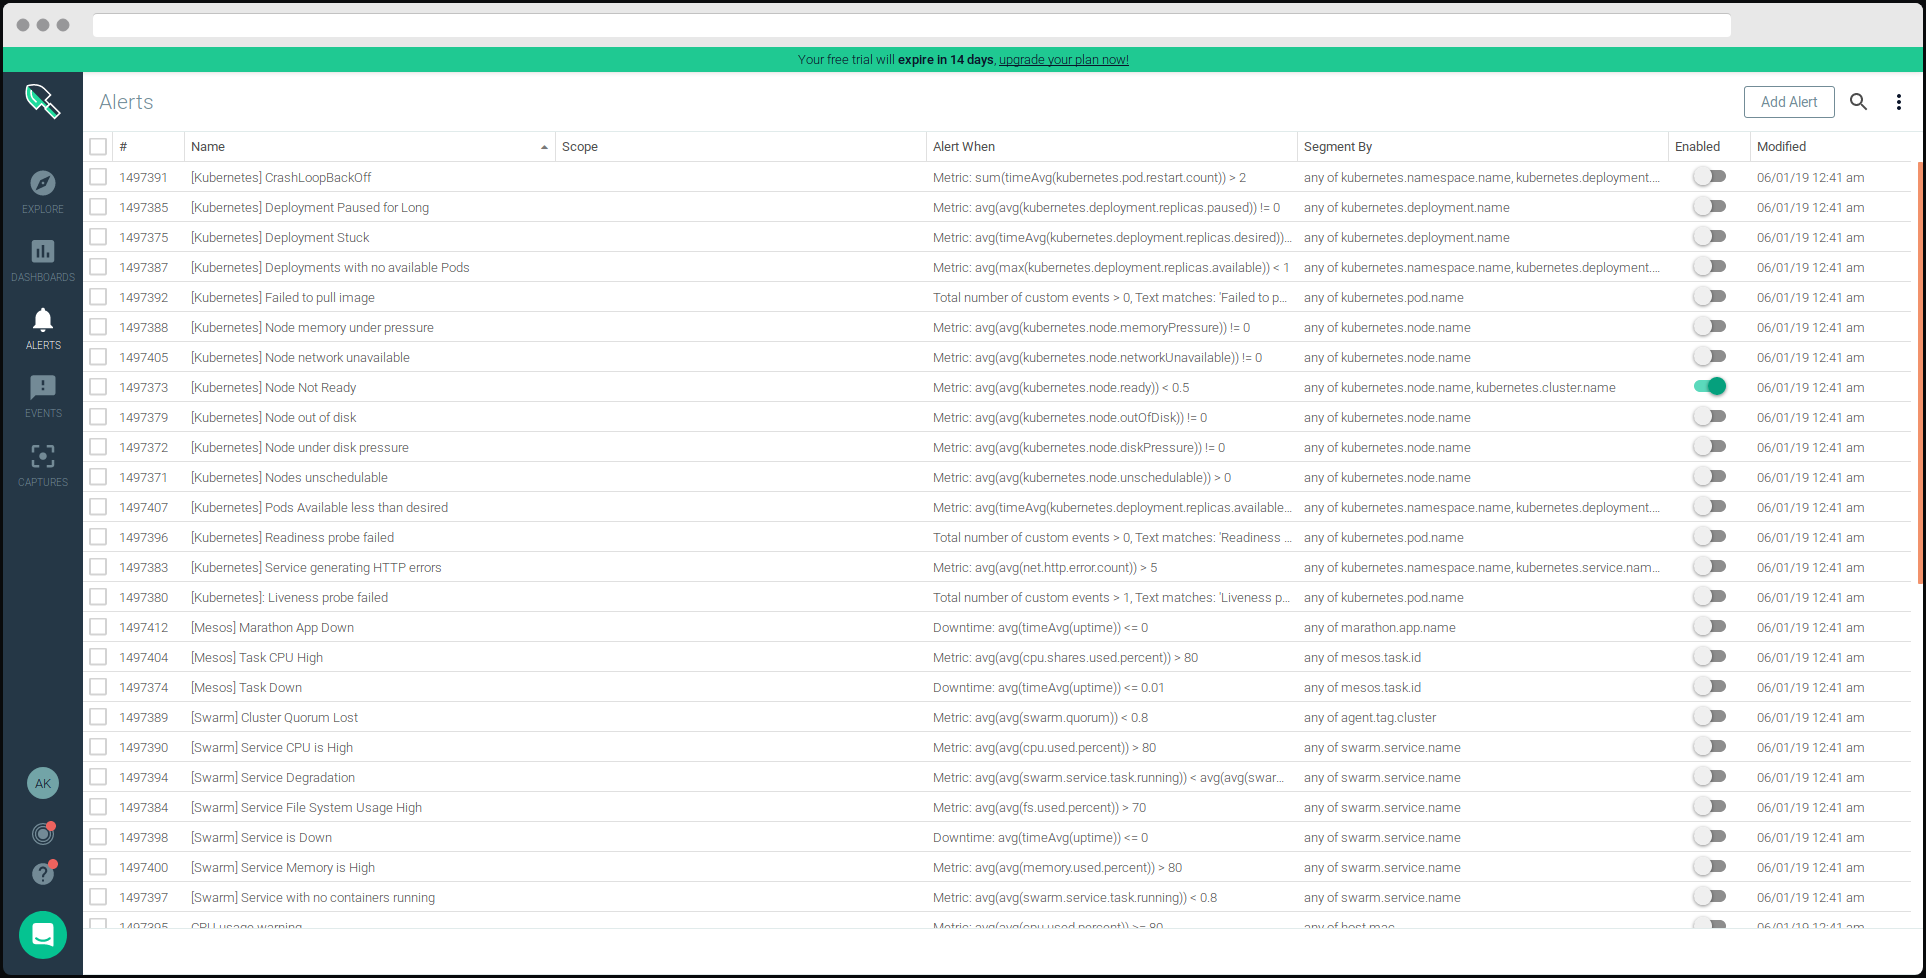 Your free trial will expire in 14 days, upgrade your plan now!
Alerts
Add Alert
EXPLORE
DASHBOARDS
ALERTS
EVENTS
CAPTURES
AK
# Name Scope Alert When Segment By Enabled Modified
1497391 [Kubernetes] CrashLoopBackOff Metric: sum(timeAvg(kubernetes.pod.restart.count)) > 2 any of kubernetes.namespace.name, kubernetes.deployment.... 06/01/19 12:41 am
1497385 [Kubernetes] Deployment Paused for Long Metric: avg(avg(kubernetes.deployment.replicas.paused)) != 0 any of kubernetes.deployment.name 06/01/19 12:41 am
1497375 [Kubernetes] Deployment Stuck Metric: avg(timeAvg(kubernetes.deployment.replicas.desired))... any of kubernetes.deployment.name 06/01/19 12:41 am
1497387 [Kubernetes] Deployments with no available Pods Metric: avg(max(kubernetes.deployment.replicas.available)) < 1 any of kubernetes.namespace.name, kubernetes.deployment.... 06/01/19 12:41 am
1497392 [Kubernetes] Failed to pull image Total number of custom events > 0, Text matches: 'Failed to p... any of kubernetes.pod.name 06/01/19 12:41 am
1497388 [Kubernetes] Node memory under pressure Metric: avg(avg(kubernetes.node.memoryPressure)) != 0 any of kubernetes.node.name 06/01/19 12:41 am
1497405 [Kubernetes] Node network unavailable Metric: avg(avg(kubernetes.node.networkUnavailable)) != 0 any of kubernetes.node.name 06/01/19 12:41 am
1497373 [Kubernetes] Node Not Ready Metric: avg(avg(kubernetes.node.ready)) < 0.5 any of kubernetes.node.name, kubernetes.cluster.name 06/01/19 12:41 am
1497379 [Kubernetes] Node out of disk Metric: avg(avg(kubernetes.node.outOfDisk)) != 0 any of kubernetes.node.name 06/01/19 12:41 am
1497372 [Kubernetes] Node under disk pressure Metric: avg(avg(kubernetes.node.diskPressure)) != 0 any of kubernetes.node.name 06/01/19 12:41 am
1497371 [Kubernetes] Nodes unschedulable Metric: avg(avg(kubernetes.node.unschedulable)) > 0 any of kubernetes.node.name 06/01/19 12:41 am
1497407 [Kubernetes] Pods Available less than desired Metric: avg(timeAvg(kubernetes.deployment.replicas.available... any of kubernetes.namespace.name, kubernetes.deployment.... 06/01/19 12:41 am
1497396 [Kubernetes] Readiness probe failed Total number of custom events > 0, Text matches: 'Readiness ... any of kubernetes.pod.name 06/01/19 12:41 am
1497383 [Kubernetes] Service generating HTTP errors Metric: avg(avg(net.http.error.count)) > 5 any of kubernetes.namespace.name, kubernetes.service.nam... 06/01/19 12:41 am
1497380 [Kubernetes]: Liveness probe failed Total number of custom events > 1, Text matches: 'Liveness p... any of kubernetes.pod.name 06/01/19 12:41 am
1497412 [Mesos] Marathon App Down Downtime: avg(timeAvg(uptime)) <= 0 any of marathon.app.name 06/01/19 12:41 am
1497404 [Mesos] Task CPU High Metric: avg(avg(cpu.shares.used.percent)) > 80 any of mesos.task.id 06/01/19 12:41 am
1497374 [Mesos] Task Down Downtime: avg(timeAvg(uptime)) <= 0.01 any of mesos.task.id 06/01/19 12:41 am
1497389 [Swarm] Cluster Quorum Lost Metric: avg(avg(swarm.quorum)) < 0.8 any of agent.tag.cluster 06/01/19 12:41 am
1497390 [Swarm] Service CPU is High Metric: avg(avg(cpu.used.percent)) > 80 any of swarm.service.name 06/01/19 12:41 am
1497394 [Swarm] Service Degradation Metric: avg(avg(swarm.service.task.running)) < avg(avg(swar... any of swarm.service.name 06/01/19 12:41 am
1497384 [Swarm] Service File System Usage High Metric: avg(avg(fs.used.percent)) > 70 any of swarm.service.name 06/01/19 12:41 am
1497398 [Swarm] Service is Down Downtime: avg(timeAvg(uptime)) <= 0 any of swarm.service.name 06/01/19 12:41 am
1497400 [Swarm] Service Memory is High Metric: avg(avg(memory.used.percent)) > 80 any of swarm.service.name 06/01/19 12:41 am
1497397 [Swarm] Service with no containers running Metric: avg(avg(swarm.service.task.running)) < 0.8 any of swarm.service.name 06/01/19 12:41 am
1497395 CPU usage warning Metric: avg(avg(cpu.used.percent)) >= 80 any of host.mac 06/01/19 12:41 am